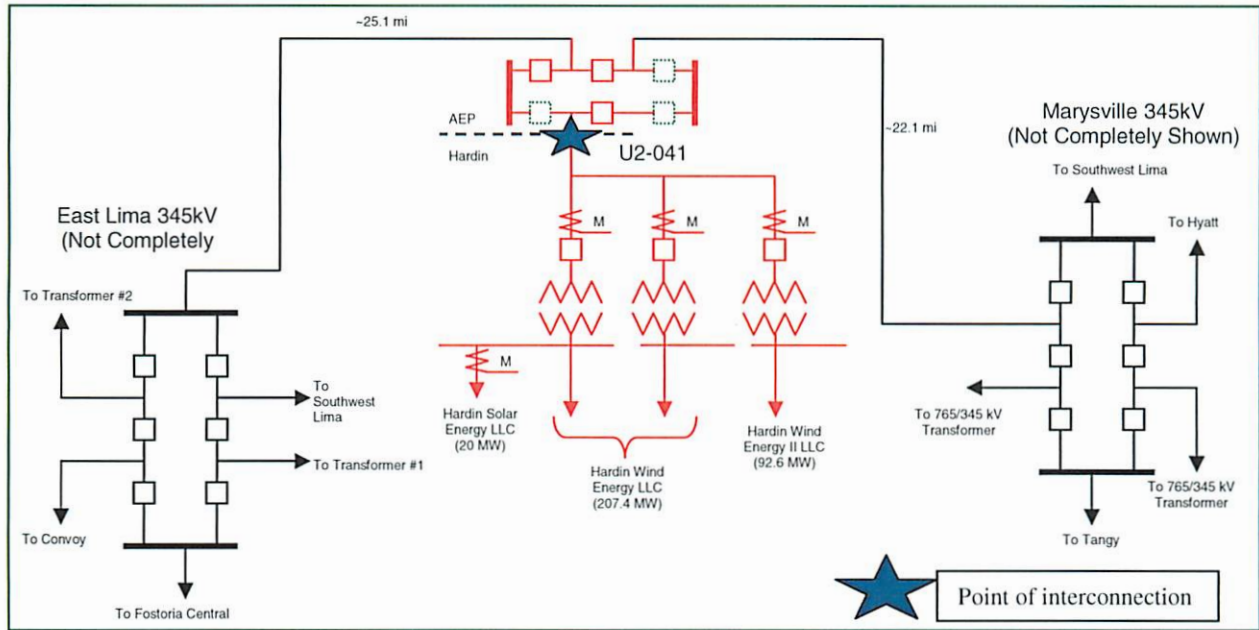 ~25.1 mi
AEP
Hardin
U2-041
~22.1 mi
Marysville 345kV
(Not Completely Shown)
To Southwest Lima
To Hyatt
East Lima 345kV
(Not Completely
To Transformer #2
To
Southwest
Lima
To Transformer #1
To Convoy
To Fostoria Central
M
M
M
M
Hardin Solar
Energy LLC
(20 MW)
Hardin Wind
Energy LLC
(207.4 MW)
Hardin Wind
Energy II LLC
(92.6 MW)
To 765/345 kV
Transformer
To 765/345 kV
Transformer
To Tangy
Point of interconnection